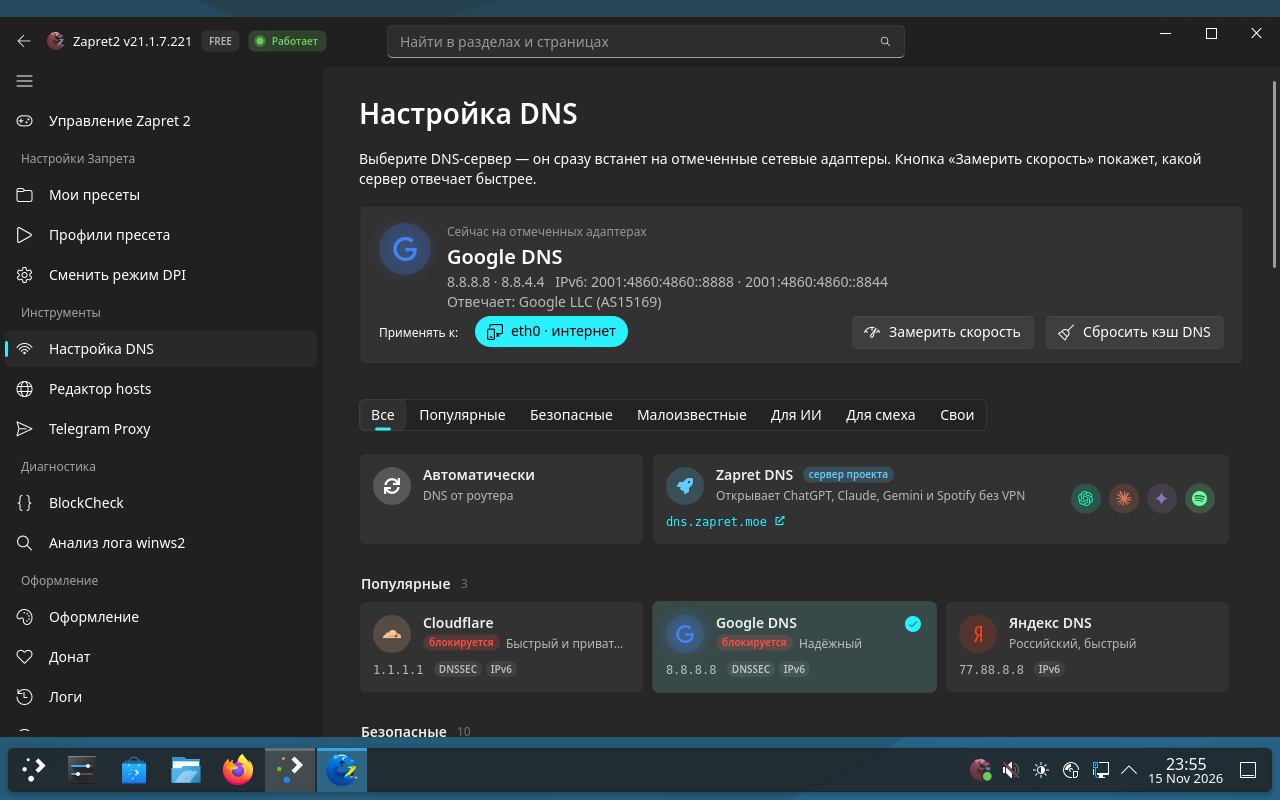 Zapret2 v21.1.7.221
FREE
Работает
Найти в разделах и страницах
Управление Zapret 2
Настройки Запрета
Мои пресеты
Профили пресета
Сменить режим DPI
Инструменты
Настройка DNS
Редактор hosts
Telegram Proxy
Диагностика
BlockCheck
Анализ лога winws2
Оформление
Оформление
Донат
Логи
Настройка DNS
Выберите DNS-сервер — он сразу встанет на отмеченные сетевые адаптеры. Кнопка «Замерить скорость» покажет, какой
сервер отвечает быстрее.
Сейчас на отмеченных адаптерах
Google DNS
8.8.8.8 · 8.8.4.4 IPv6: 2001:4860:4860::8888 · 2001:4860:4860::8844
Отвечает: Google LLC (AS15169)
Применять к:
eth0 · интернет
Замерить скорость
Сбросить кэш DNS
Все
Популярные
Безопасные
Малоизвестные
Для ИИ
Для смеха
Свои
Автоматически
DNS от роутера
Zapret DNS
сервер проекта
Открывает ChatGPT, Claude, Gemini и Spotify без VPN
dns.zapret.moe
Популярные 3
Cloudflare
блокируется Быстрый и приват...
1.1.1.1 DNSSEC IPv6
Google DNS
блокируется Надёжный
8.8.8.8 DNSSEC IPv6
Яндекс DNS
Российский, быстрый
77.88.8.8 IPv6
Безопасные 10
23:55
15 Nov 2026